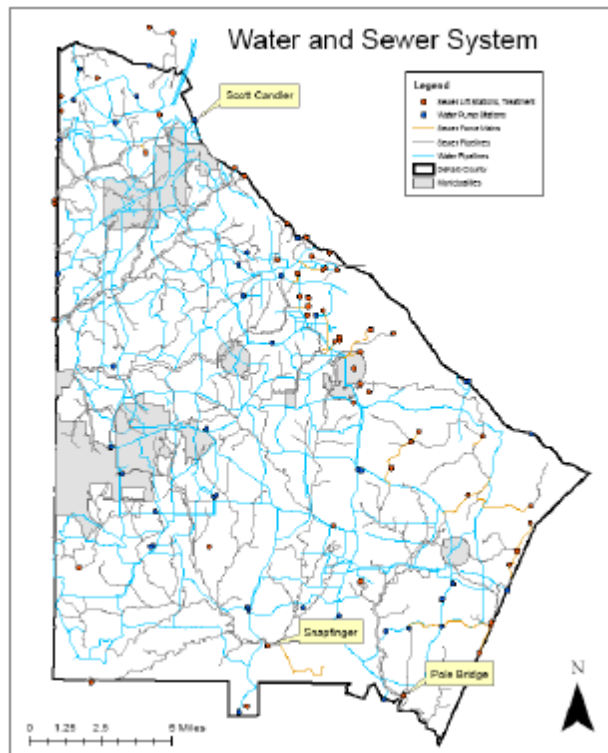 Water and Sewer System
Scott Candler
Legend
Sewer Lift Stations, Treatment
Water Pump Stations
Sewer Force Mains
Sewer Pipelines
Water Pipelines
DeKalb County
Municipalities
Snapfinger
Pole Bridge
N
0 1.25 2.5 5 Miles